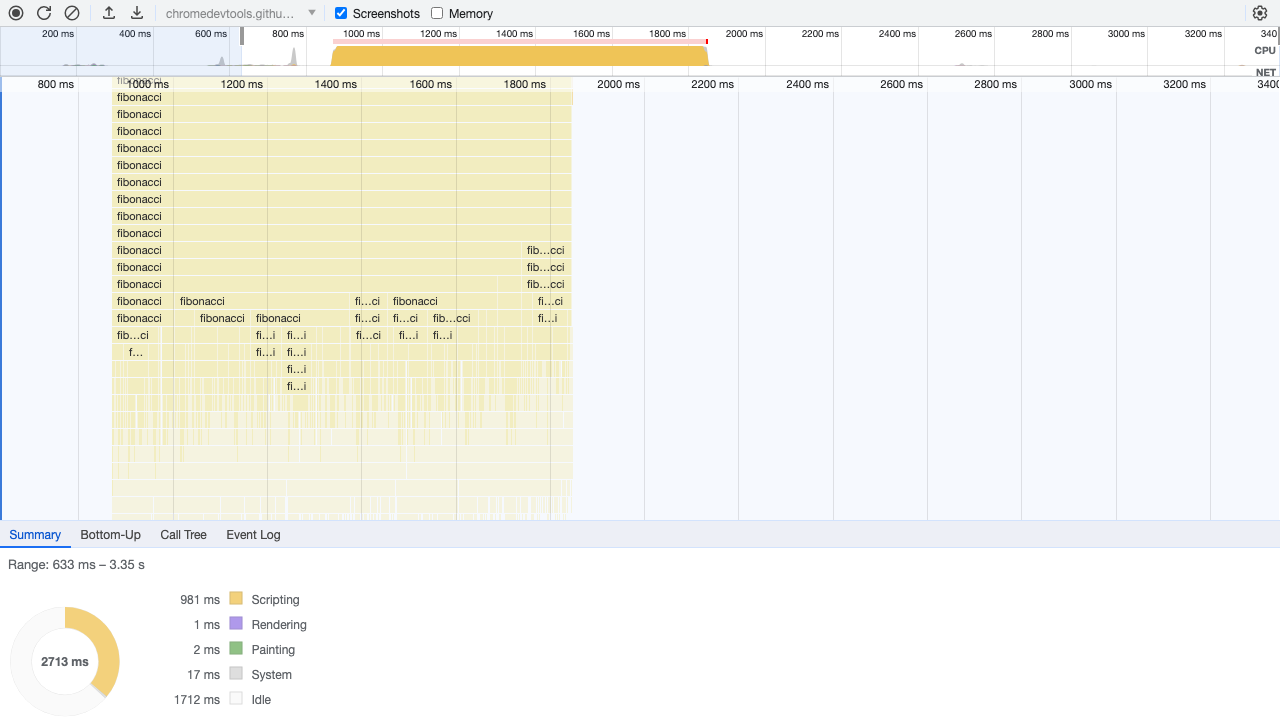 chromedevtools.githu… Screenshots Memory
200 ms 400 ms 600 ms 800 ms 1000 ms 1200 ms 1400 ms 1600 ms 1800 ms 2000 ms 2200 ms 2400 ms 2600 ms 2800 ms 3000 ms 3200 ms 340
CPU
NET
fibonacci
800 ms 1000 ms 1200 ms 1400 ms 1600 ms 1800 ms 2000 ms 2200 ms 2400 ms 2600 ms 2800 ms 3000 ms 3200 ms 3400
fibonacci
fibonacci
fibonacci
fibonacci
fibonacci
fibonacci
fibonacci
fibonacci
fibonacci
fibonacci fib…cci
fibonacci fib…cci
fibonacci fib…cci
fibonacci fibonacci fi…ci fibonacci fi…ci
fibonacci fibonacci fibonacci fi…ci fi…ci fib…cci fi…i
fib…ci fi…i fi…i fi…ci fi…i fi…i
f… fi…i fi…i
fi…i
fi…i
Summary Bottom-Up Call Tree Event Log
Range: 633 ms – 3.35 s
981 ms Scripting
1 ms Rendering
2 ms Painting
17 ms System
1712 ms Idle
2713 ms